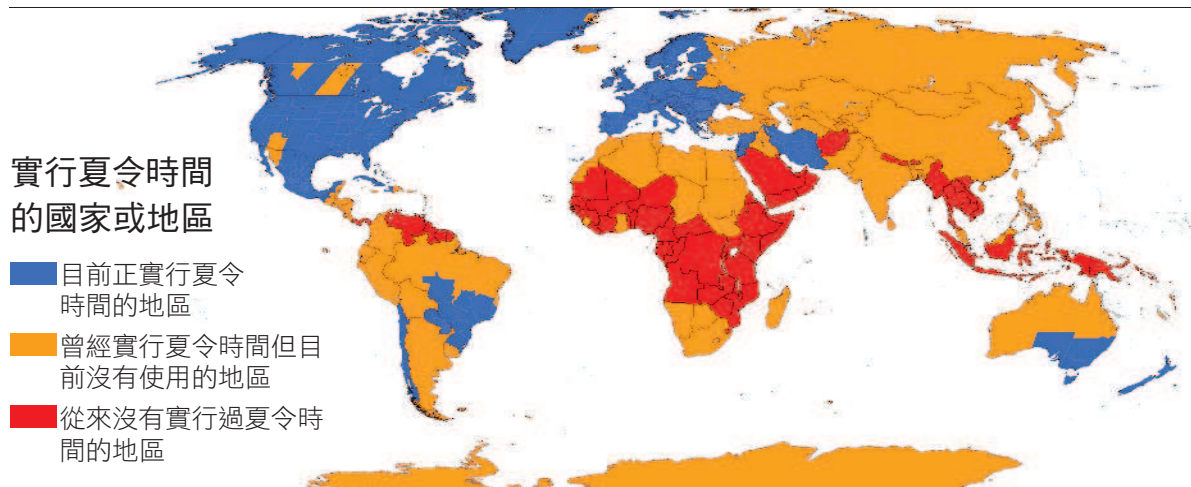 實行夏令時間
的國家或地區
目前正實行夏令
時間的地區
曾經實行夏令時間但目
前沒有使用的地區
從來沒有實行過夏令時
間的地區